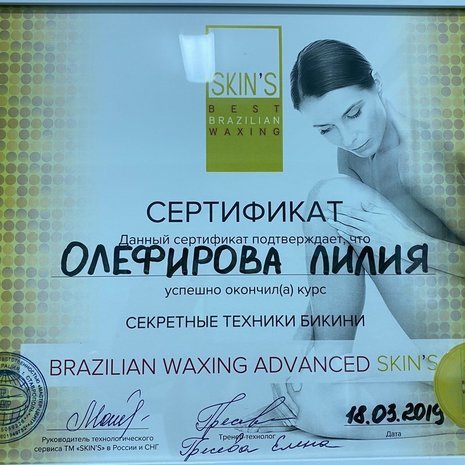 SKIN'S
BEST
BRAZILIAN
WAXING
СЕРТИФИКАТ
Данный сертификат подтверждает, что
ОЛЕФИРОВА ЛИЛИЯ
успешно окончил(а) курс
СЕКРЕТНЫЕ ТЕХНИКИ БИКИНИ
BRAZILIAN WAXING ADVANCED SKIN'S
18.03.2019
Руководитель технологического
сервиса ТМ «SKIN'S» в России и СНГ
Тренер-технолог
Дата
Елена